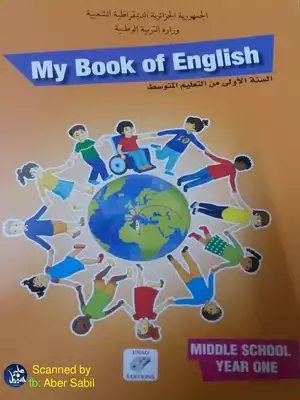 الجمهورية الجزائرية الديمقراطية الشعبية
وزارة التربية الوطنية
My Book of English
السنة الأولى من التعليم المتوسط
ENAG
EDITIONS
MIDDLE SCHOOL
YEAR ONE
Scanned by
fb: Aber Sabil